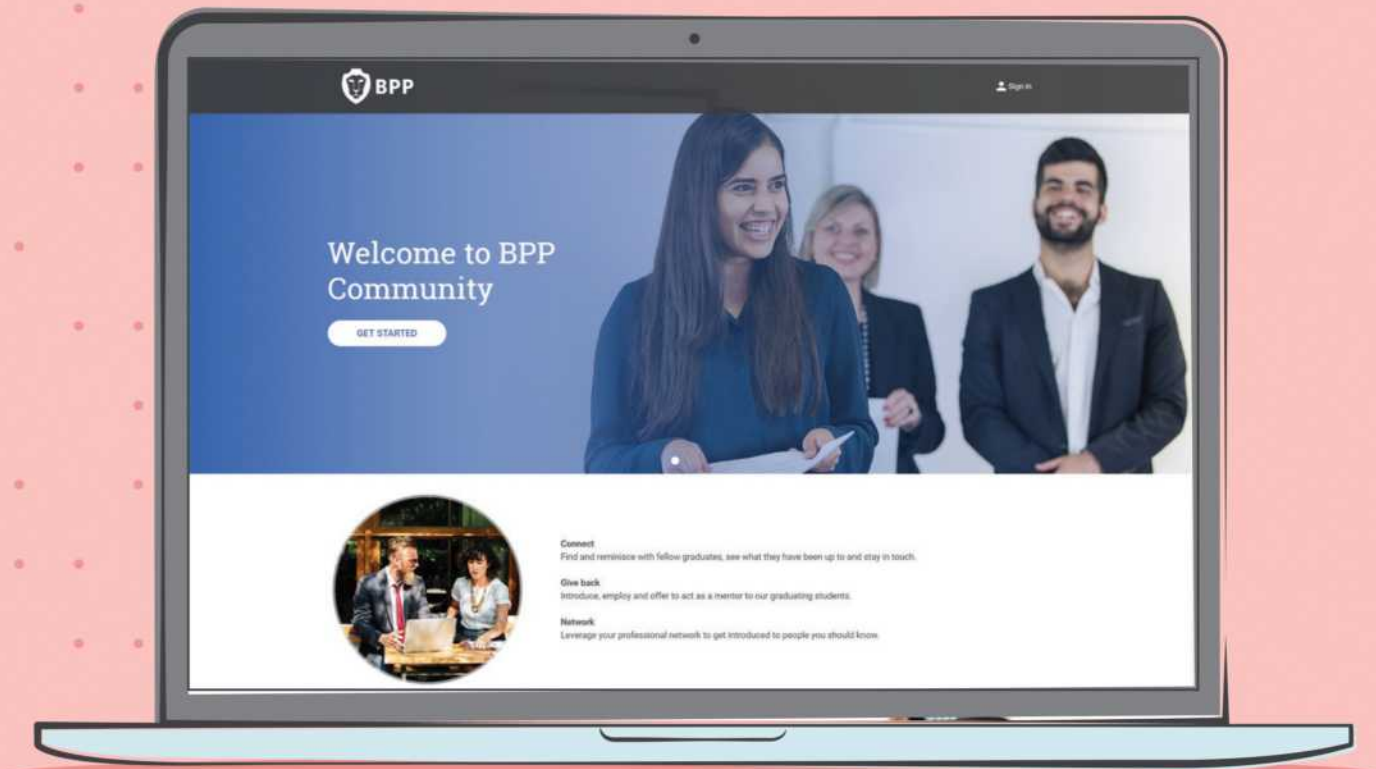 BPP
Sign in
Welcome to BPP
Community
GET STARTED
Connect
Find and reminisce with fellow graduates, see what they have been up to and stay in touch.
Give back
Introduce, employ and offer to act as a mentor to our graduating students.
Network
Leverage your professional network to get introduced to people you should know.